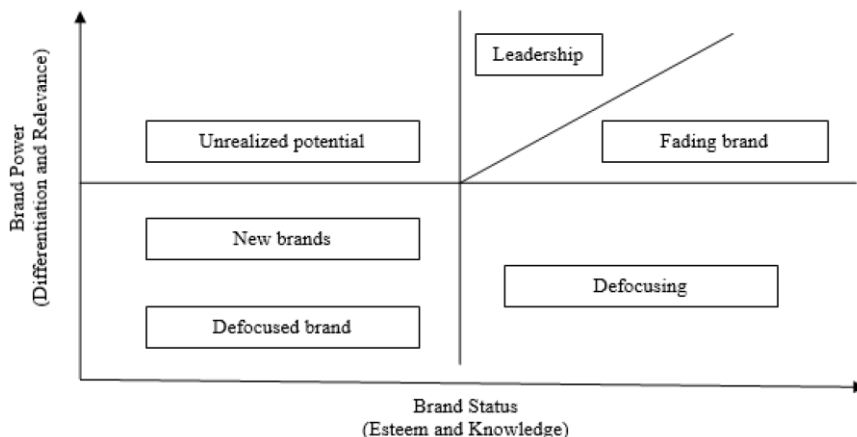 Brand Power
(Differentiation and Relevance)
Leadership
Unrealized potential
Fading brand
New brands
Defocusing
Defocused brand
Brand Status
(Esteem and Knowledge)